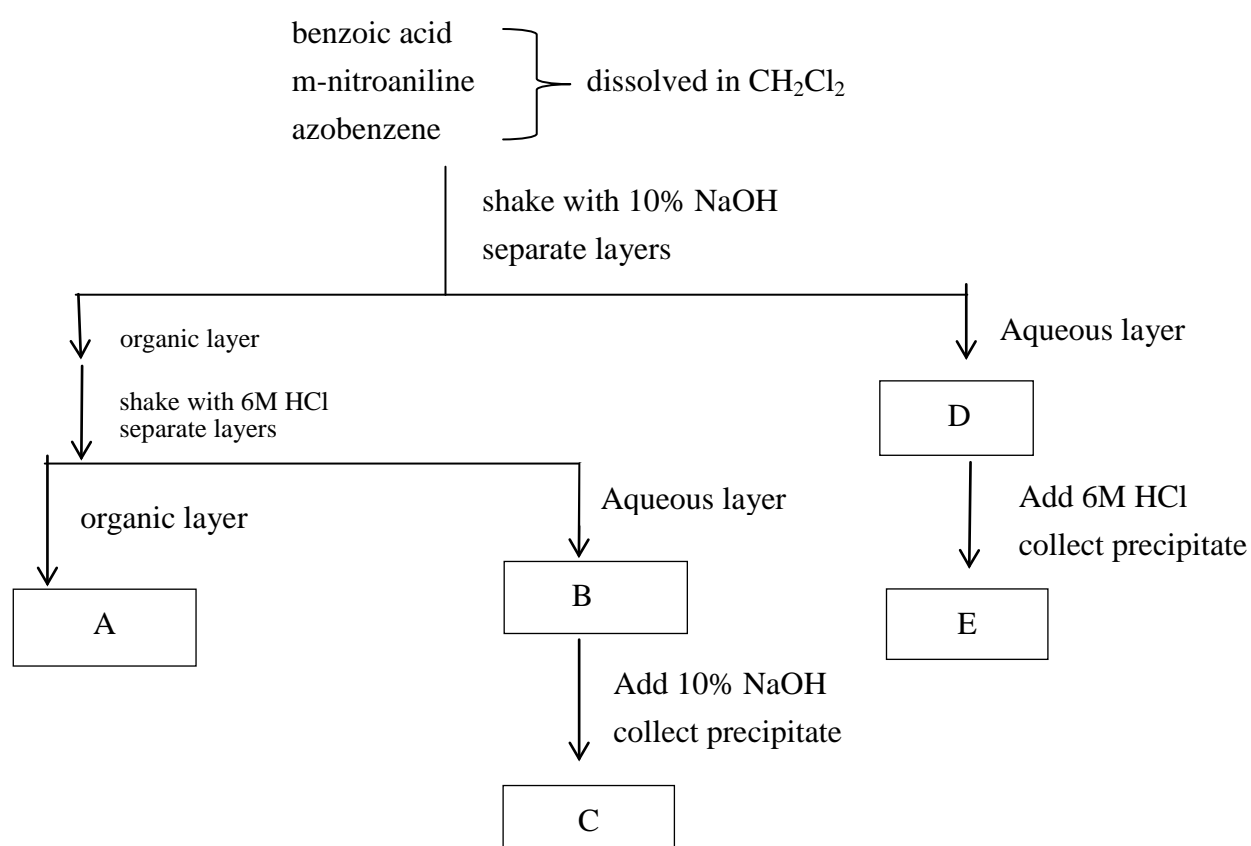 benzoic acid
m-nitroaniline
azobenzene
dissolved in CH₂Cl₂
shake with 10% NaOH
separate layers
organic layer
shake with 6M HCl
separate layers
Aqueous layer
D
Add 6M HCl
collect precipitate
E
organic layer
A
Aqueous layer
B
Add 10% NaOH
collect precipitate
C